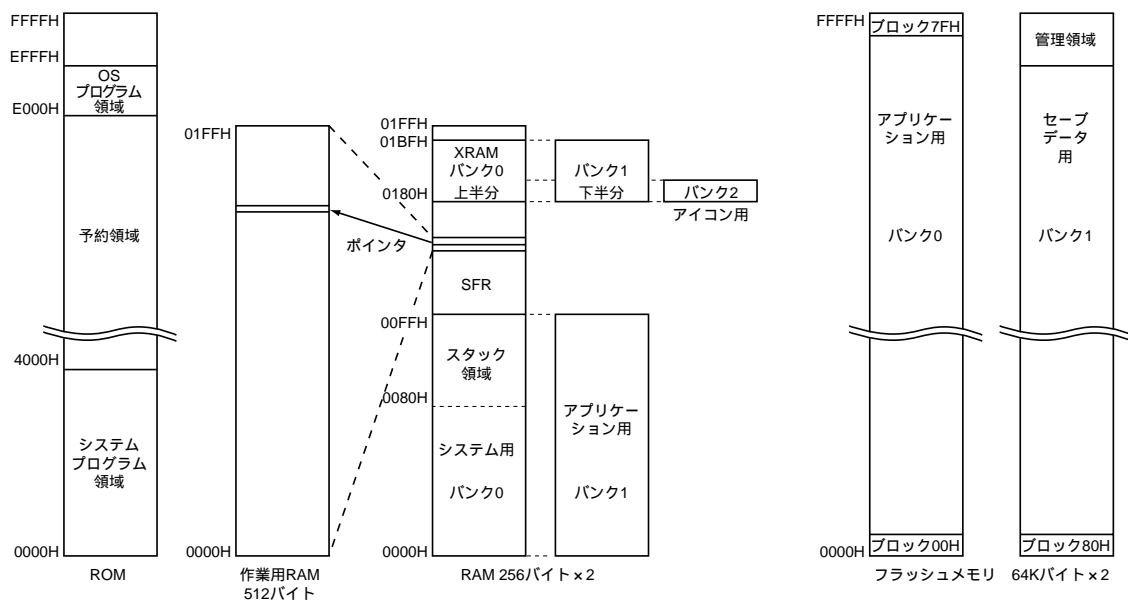 FFFFH
EFFFH
OS
プログラム
領域
E000H
予約領域
4000H
システム
プログラム
領域
0000H
ROM
01FFH
0000H
作業用RAM
512バイト
ポインタ
01FFH
01BFH
XRAM
バンク0
上半分
0180H
SFR
00FFH
スタック
領域
0080H
システム用
バンク0
0000H
バンク1
下半分
バンク2
アイコン用
アプリケー
ション用
バンク1
RAM 256バイト×2
FFFFH
ブロック7FH
アプリケー
ション用
バンク0
0000H
ブロック00H
管理領域
セーブ
データ
用
バンク1
ブロック80H
フラッシュメモリ 64Kバイト×2